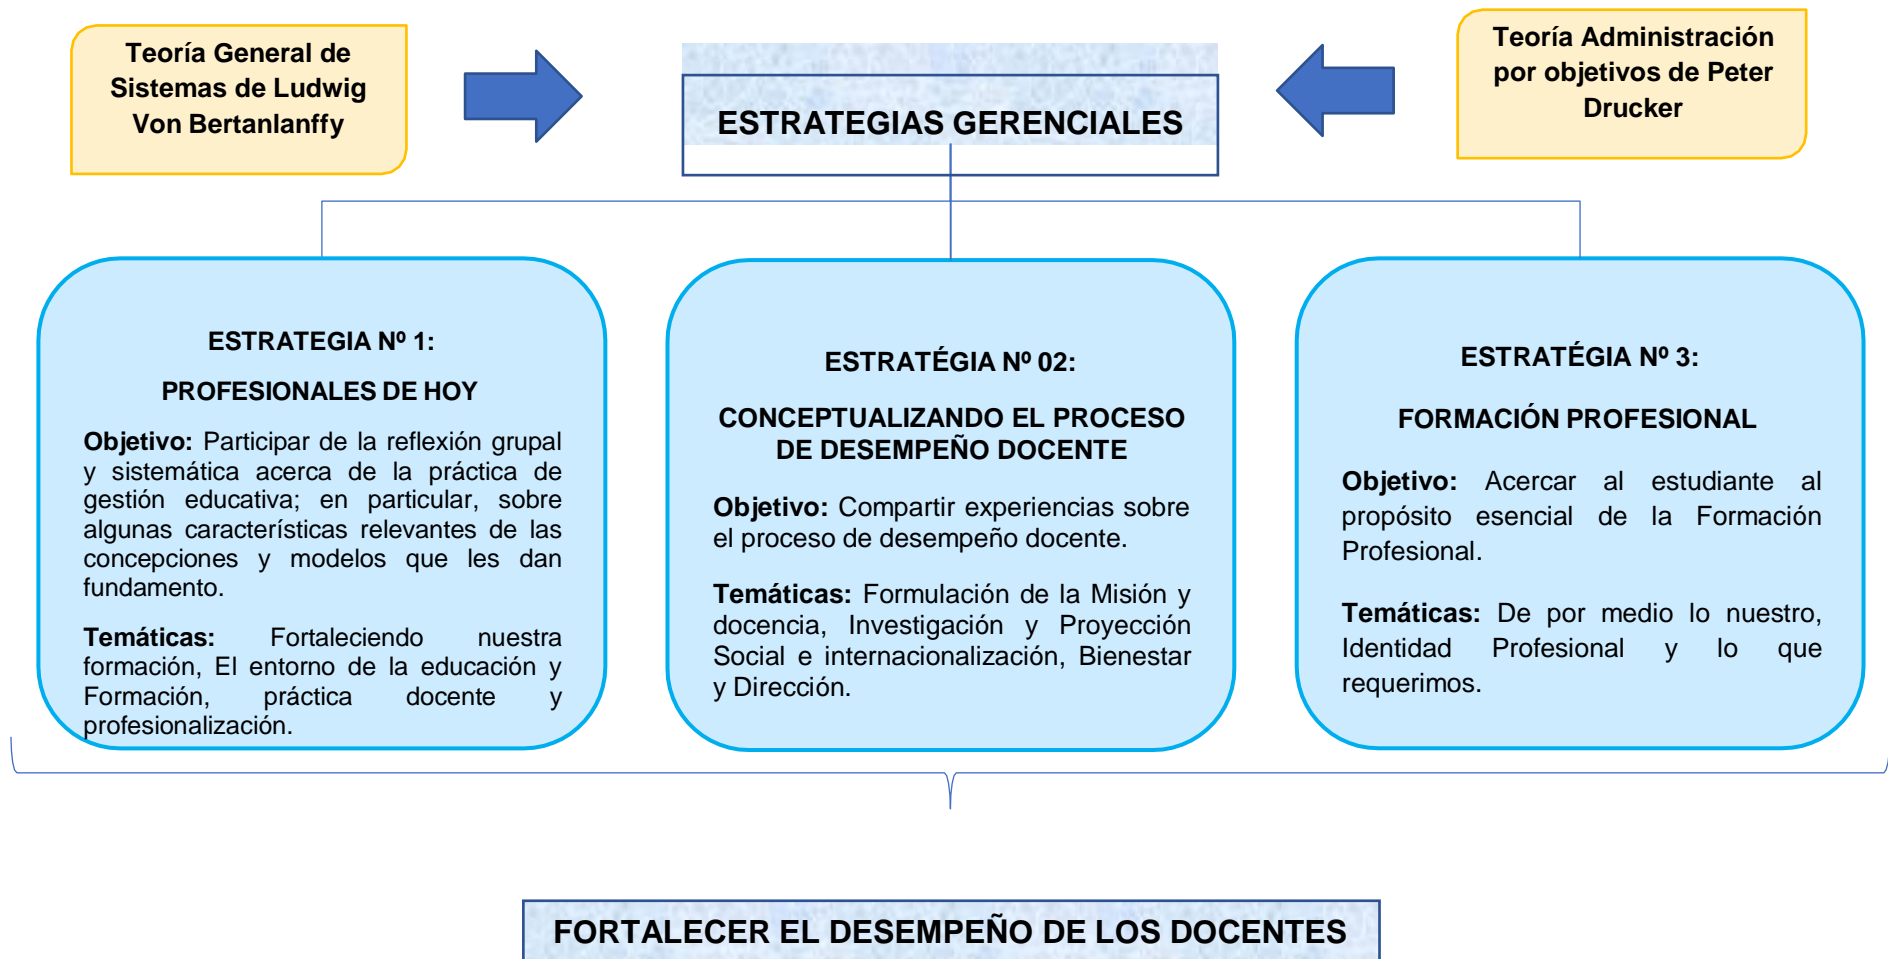 Teoría General de
Sistemas de Ludwig
Von Bertanlanffy
ESTRATEGIAS GERENCIALES
Teoría Administración
por objetivos de Peter
Drucker
ESTRATEGIA Nº 1:
PROFESIONALES DE HOY
Objetivo: Participar de la reflexión grupal
y sistemática acerca de la práctica de
gestión educativa; en particular, sobre
algunas características relevantes de las
concepciones y modelos que les dan
fundamento.
Temáticas: Fortaleciendo nuestra
formación, El entorno de la educación y
Formación, práctica docente y
profesionalización.
ESTRATÉGIA Nº 02:
CONCEPTUALIZANDO EL PROCESO
DE DESEMPEÑO DOCENTE
Objetivo: Compartir experiencias sobre
el proceso de desempeño docente.
Temáticas: Formulación de la Misión y
docencia, Investigación y Proyección
Social e internacionalización, Bienestar
y Dirección.
ESTRATÉGIA Nº 3:
FORMACIÓN PROFESIONAL
Objetivo: Acercar al estudiante al
propósito esencial de la Formación
Profesional.
Temáticas: De por medio lo nuestro,
Identidad Profesional y lo que
requerimos.
FORTALECER EL DESEMPEÑO DE LOS DOCENTES